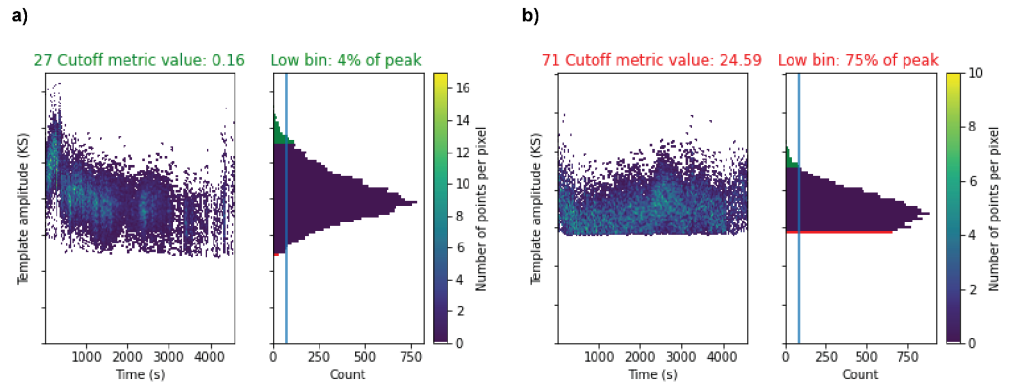 a)
27 Cutoff metric value: 0.16
Low bin: 4% of peak
Template amplitude (KS)
1000 2000 3000 4000
Time (s)
0 250 500 750
Count
16
14
12
10
8
6
4
2
0
Number of points per pixel
b)
71 Cutoff metric value: 24.59
Low bin: 75% of peak
Template amplitude (KS)
1000 2000 3000 4000
Time (s)
0 250 500 750
Count
10
8
6
4
2
0
Number of points per pixel